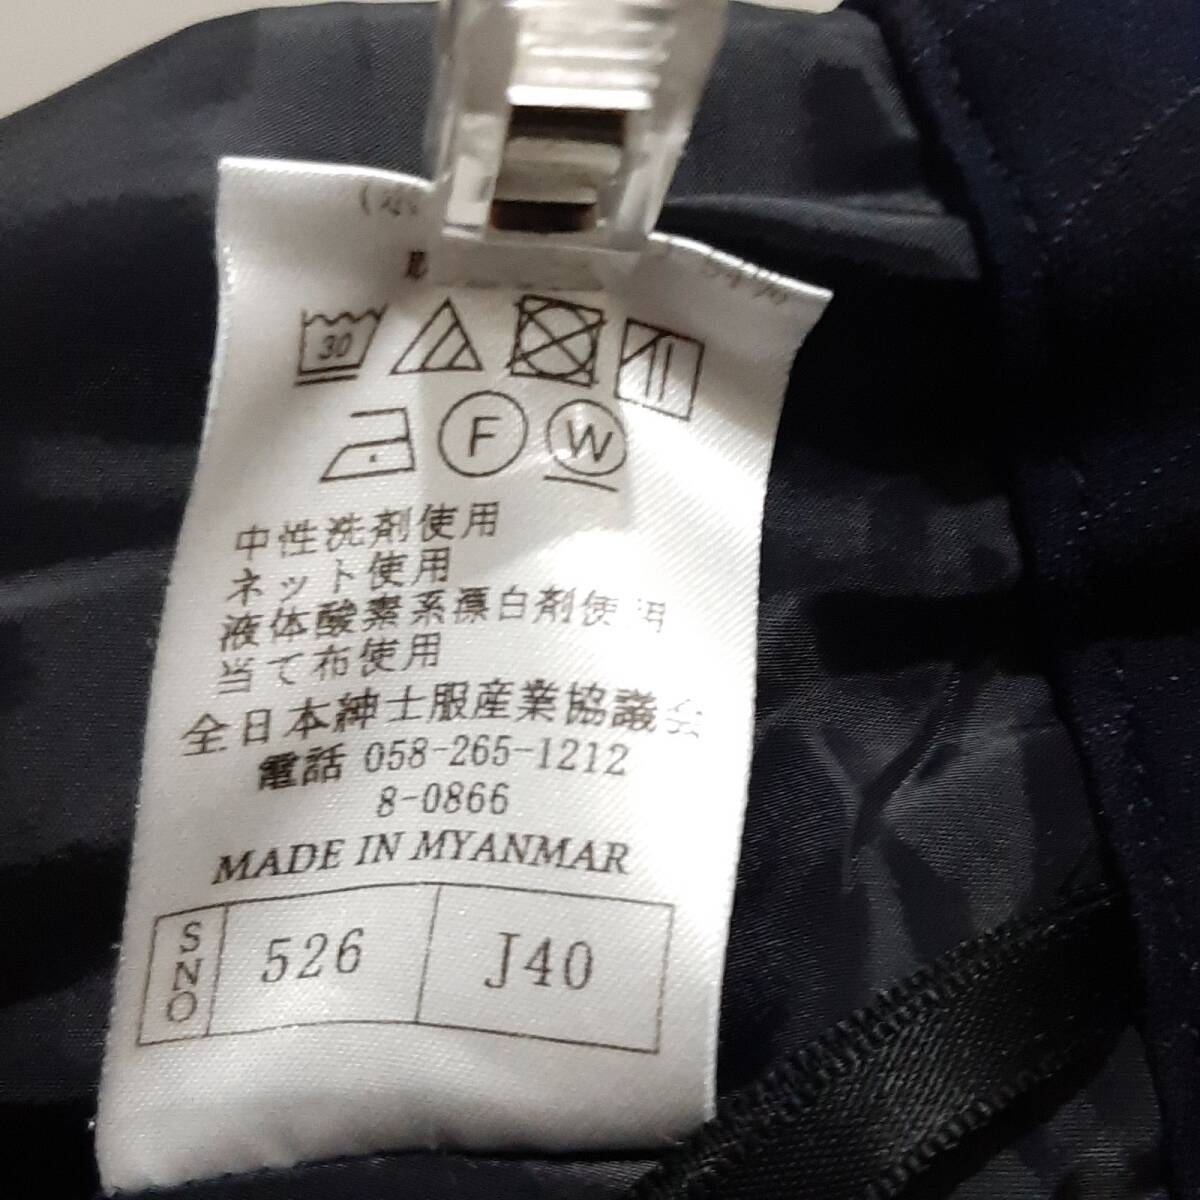 30
F W
中性洗剤使用
ネット使用
液体酸素系漂白剤使用
当て布使用
全日本紳士服産業協議会
電話 058-265-1212
8-0866
MADE IN MYANMAR
SNO 526 J40